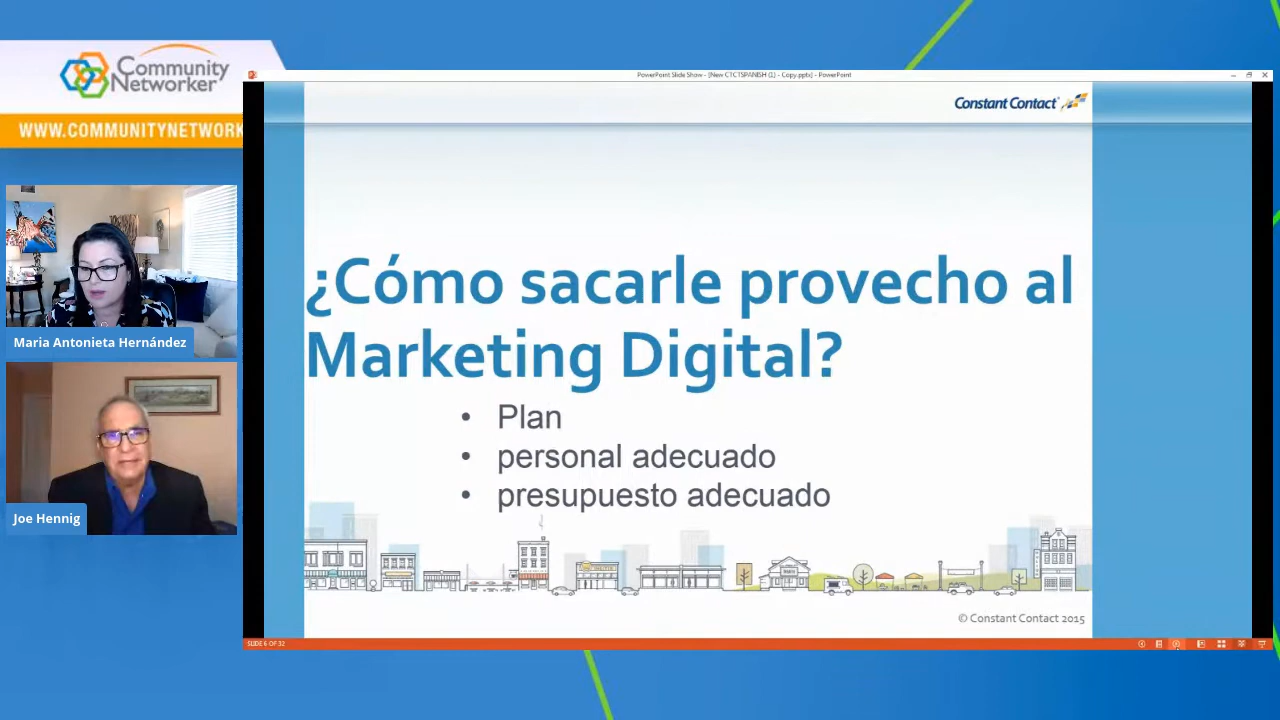 Community
Networker
WWW.COMMUNITYNETWORK
PowerPoint Slide Show - [New CTCTSPANISH (1) - Copy.pptx] - PowerPoint
Constant Contact
¿Cómo sacarle provecho al
Marketing Digital?
• Plan
• personal adecuado
• presupuesto adecuado
Maria Antonieta Hernández
Joe Hennig
© Constant Contact 2015
SLIDE 6 OF 32